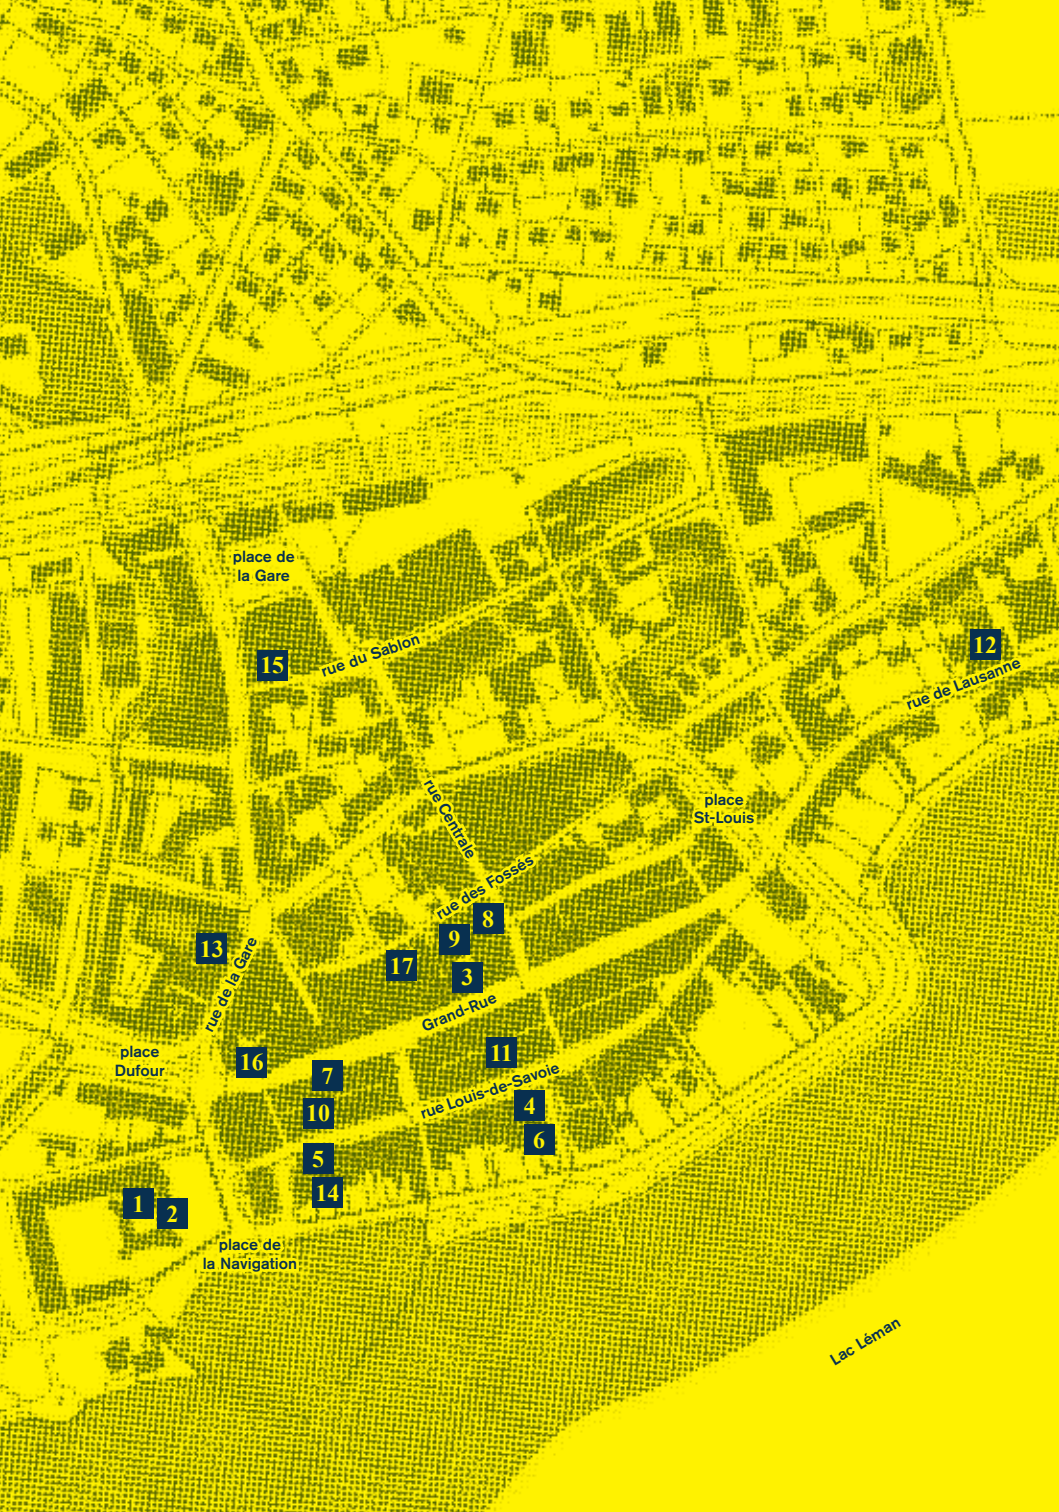 place de
la Gare
rue du Sablon
15
12
rue de Lausanne
rue Centrale
place
St-Louis
rue des Fossés
8
9
13
17
3
rue de la Gare
Grand-Rue
place
Dufour
16
11
7
rue Louis-de-Savoie
4
10
6
5
14
1
2
place de
la Navigation
Lac Léman